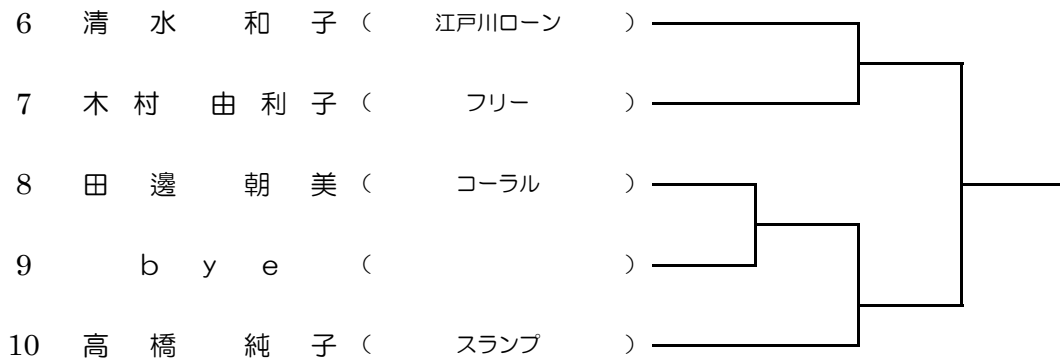 6 清 水 和 子 ( 江戸川ローン )
7 木 村 由 利 子 ( フリー )
8 田 邊 朝 美 ( コーラル )
9 b y e ( )
10 高 橋 純 子 ( スランプ )